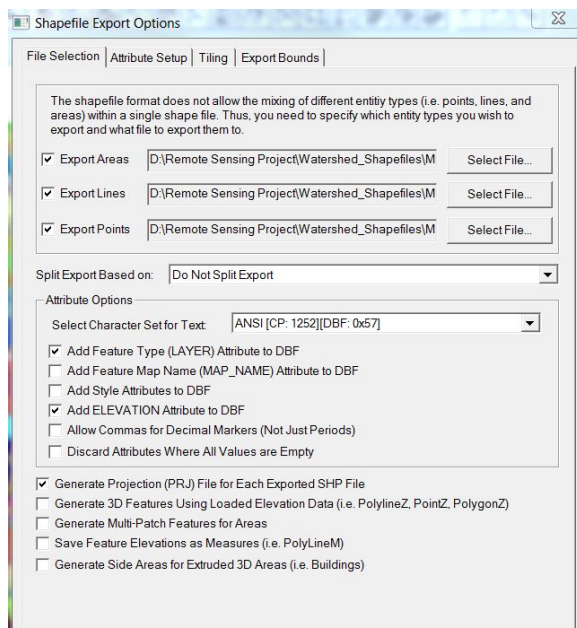 Shapefile Export Options
File Selection Attribute Setup Tiling Export Bounds
The shapefile format does not allow the mixing of different entitiy types (i.e. points, lines, and
areas) within a single shape file. Thus, you need to specify which entity types you wish to
export and what file to export them to.
Export Areas D:\Remote Sensing Project\Watershed_Shapefiles\M Select File...
Export Lines D:\Remote Sensing Project\Watershed_Shapefiles\M Select File...
Export Points D:\Remote Sensing Project\Watershed_Shapefiles\M Select File...
Split Export Based on: Do Not Split Export
Attribute Options
Select Character Set for Text: ANSI [CP: 1252][DBF: 0x57]
Add Feature Type (LAYER) Attribute to DBF
Add Feature Map Name (MAP_NAME) Attribute to DBF
Add Style Attributes to DBF
Add ELEVATION Attribute to DBF
Allow Commas for Decimal Markers (Not Just Periods)
Discard Attributes Where All Values are Empty
Generate Projection (PRJ) File for Each Exported SHP File
Generate 3D Features Using Loaded Elevation Data (i.e. PolylineZ, PointZ, PolygonZ)
Generate Multi-Patch Features for Areas
Save Feature Elevations as Measures (i.e. PolyLineM)
Generate Side Areas for Extruded 3D Areas (i.e. Buildings)